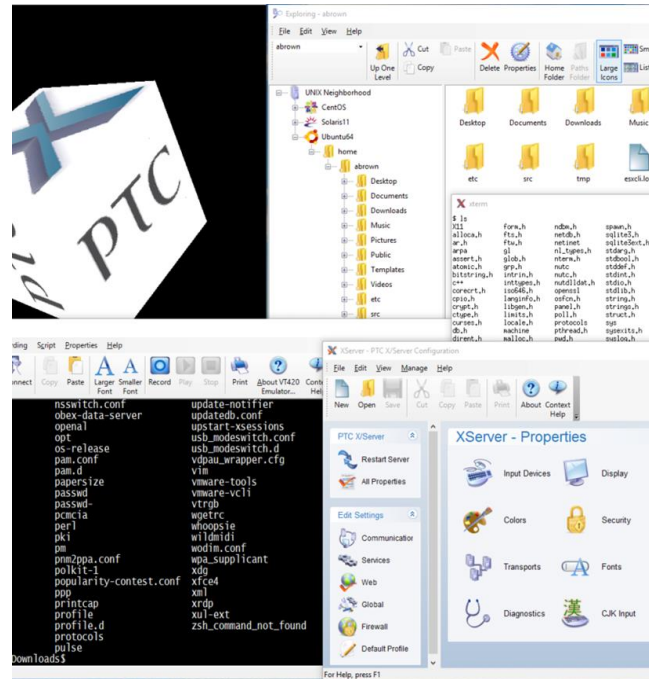 PTC
ptc
Exploring - abrown
File Edit View Help
abrown
Up One Level
Cut
Copy
Paste
Delete
Properties
Home Folder
Paths Folder
Large Icons
UNIX Neighborhood
CentOS
Solaris11
Ubuntu64
home
abrown
Desktop
Documents
Downloads
Music
Pictures
Public
Templates
Videos
etc
src
Desktop Documents Downloads Music
etc src tmp
xterm
$ ls
X11 form.h ndbm.h spawn.h
alloca.h fts.h netdb.h sqlite3.h
ar.h ftw.h netinet sqlite3ext.h
arpa gl nl_types.h stdarg.h
assert.h glob.h nterm.h stdbool.h
atomic.h grp.h nutc stddef.h
bitstring.h intrin.h nutc.h stdint.h
c++ inttypes.h nutdlldat.h stdio.h
corecrt.h iso646.h openssl stdlib.h
cpio.h langinfo.h osfcn.h string.h
crypt.h libgen.h panel.h strings.h
ctype.h limits.h poll.h struct.h
curses.h locale.h protocols sys
db.h machine pthread.h sysexits.h
dirent.h malloc.h pwd.h syslog.h
Script Properties Help
Copy Paste Larger Font Smaller Font Record Play Stop Print About VT420 Emulator...
nsswitch.conf update-notifier
obex-data-server updatedb.conf
openal upstart-xsessions
opt usb_modeswitch.conf
os-release usb_modeswitch.d
pam.conf vdpau_wrapper.cfg
pam.d vim
papersize vmware-tools
passwd vmware-vcli
passwd- vtrgb
pcmcia wgetrc
perl whoopsie
pki wildmidi
pm wodim.conf
pnm2ppa.conf wpa_supplicant
polkit-1 xdg
popularity-contest.conf xfce4
ppp xml
printcap xrdp
profile xul-ext
profile.d zsh_command_not_found
protocols
pulse
Downloads$
XServer - PTC X/Server Configuration
File Edit View Manage Help
New Open Save Cut Copy Paste Print About Context Help
PTC X/Server
Restart Server
All Properties
Edit Settings
Communication
Services
Web
Global
Firewall
Default Profile
XServer - Properties
Input Devices Display
Colors Security
Transports Fonts
Diagnostics 漢 CJK Input
For Help, press F1